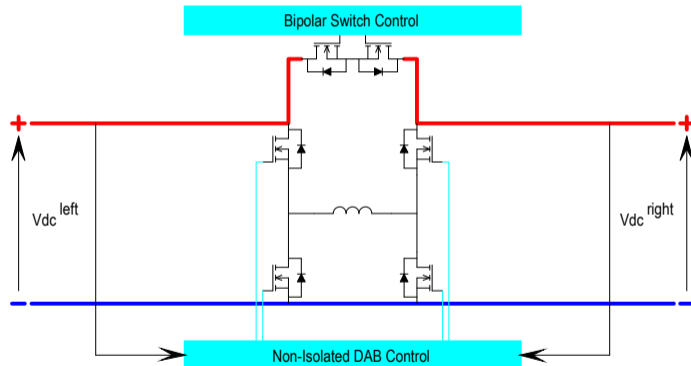 Bipolar Switch Control
+ +
Vdc left
Vdc right
– –
Non-Isolated DAB Control